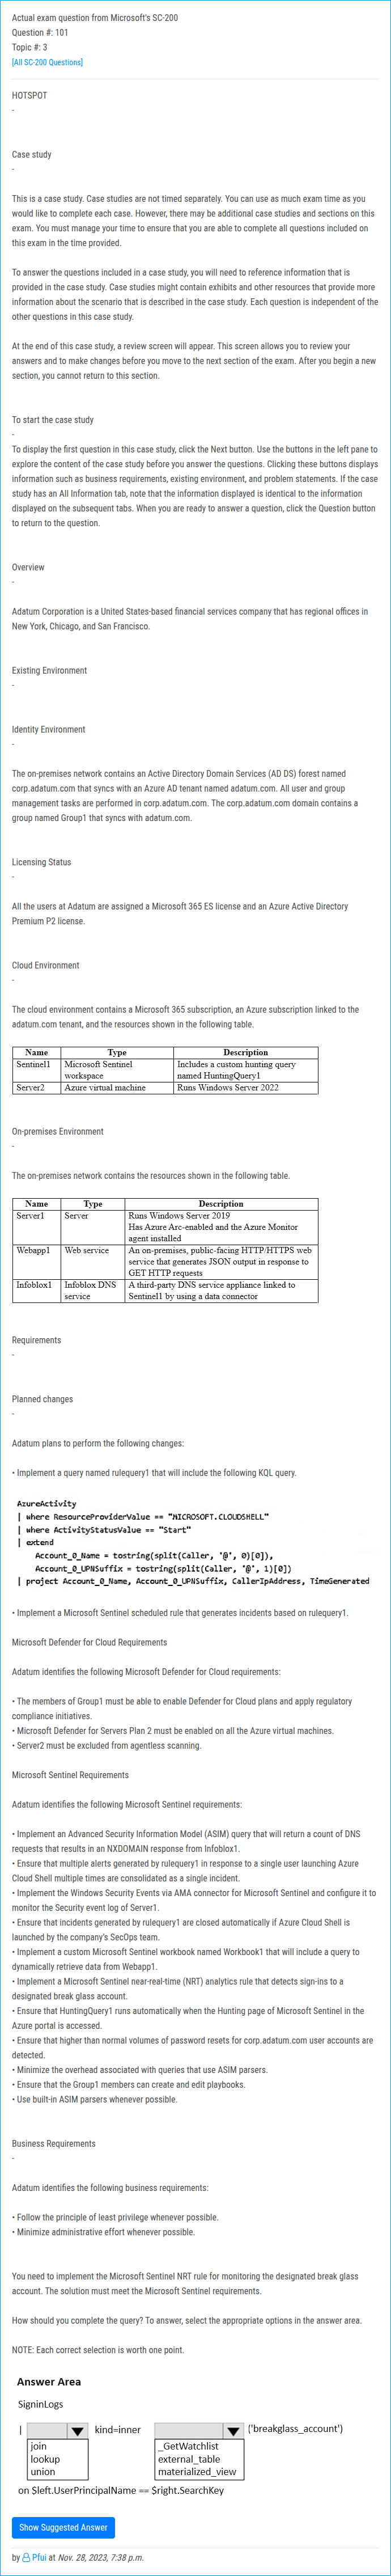 Actual exam question from Microsoft's SC-200
Question #: 101
Topic #: 3
[All SC-200 Questions]
HOTSPOT
-
Case study
-
This is a case study. Case studies are not timed separately. You can use as much exam time as you
would like to complete each case. However, there may be additional case studies and sections on this
exam. You must manage your time to ensure that you are able to complete all questions included on
this exam in the time provided.
To answer the questions included in a case study, you will need to reference information that is
provided in the case study. Case studies might contain exhibits and other resources that provide more
information about the scenario that is described in the case study. Each question is independent of the
other questions in this case study.
At the end of this case study, a review screen will appear. This screen allows you to review your
answers and to make changes before you move to the next section of the exam. After you begin a new
section, you cannot return to this section.
To start the case study
-
To display the first question in this case study, click the Next button. Use the buttons in the left pane to
explore the content of the case study before you answer the questions. Clicking these buttons displays
information such as business requirements, existing environment, and problem statements. If the case
study has an All Information tab, note that the information displayed is identical to the information
displayed on the subsequent tabs. When you are ready to answer a question, click the Question button
to return to the question.
Overview
-
Adatum Corporation is a United States-based financial services company that has regional offices in
New York, Chicago, and San Francisco.
Existing Environment
-
Identity Environment
-
The on-premises network contains an Active Directory Domain Services (AD DS) forest named
corp.adatum.com that syncs with an Azure AD tenant named adatum.com. All user and group
management tasks are performed in corp.adatum.com. The corp.adatum.com domain contains a
group named Group1 that syncs with adatum.com.
Licensing Status
-
All the users at Adatum are assigned a Microsoft 365 ES license and an Azure Active Directory
Premium P2 license.
Cloud Environment
-
The cloud environment contains a Microsoft 365 subscription, an Azure subscription linked to the
adatum.com tenant, and the resources shown in the following table.
Name Type Description
Sentinel1 Microsoft Sentinel workspace Includes a custom hunting query named HuntingQuery1
Server2 Azure virtual machine Runs Windows Server 2022
On-premises Environment
-
The on-premises network contains the resources shown in the following table.
Name Type Description
Server1 Server Runs Windows Server 2019
Has Azure Arc-enabled and the Azure Monitor
agent installed
Webapp1 Web service An on-premises, public-facing HTTP/HTTPS web
service that generates JSON output in response to
GET HTTP requests
Infoblox1 Infoblox DNS service A third-party DNS service appliance linked to
Sentinel1 by using a data connector
Requirements
-
Planned changes
-
Adatum plans to perform the following changes:
• Implement a query named rulequery1 that will include the following KQL query.
AzureActivity
| where ResourceProviderValue == "MICROSOFT.CLOUDSHELL"
| where ActivityStatusValue == "Start"
| extend
Account_0_Name = tostring(split(Caller, '@', 0)[0]),
Account_0_UPNSuffix = tostring(split(Caller, '@', 1)[0])
| project Account_0_Name, Account_0_UPNSuffix, CallerIpAddress, TimeGenerated
• Implement a Microsoft Sentinel scheduled rule that generates incidents based on rulequery1.
Microsoft Defender for Cloud Requirements
Adatum identifies the following Microsoft Defender for Cloud requirements:
• The members of Group1 must be able to enable Defender for Cloud plans and apply regulatory
compliance initiatives.
• Microsoft Defender for Servers Plan 2 must be enabled on all the Azure virtual machines.
• Server2 must be excluded from agentless scanning.
Microsoft Sentinel Requirements
Adatum identifies the following Microsoft Sentinel requirements:
• Implement an Advanced Security Information Model (ASIM) query that will return a count of DNS
requests that results in an NXDOMAIN response from Infoblox1.
• Ensure that multiple alerts generated by rulequery1 in response to a single user launching Azure
Cloud Shell multiple times are consolidated as a single incident.
• Implement the Windows Security Events via AMA connector for Microsoft Sentinel and configure it to
monitor the Security event log of Server1.
• Ensure that incidents generated by rulequery1 are closed automatically if Azure Cloud Shell is
launched by the company's SecOps team.
• Implement a custom Microsoft Sentinel workbook named Workbook1 that will include a query to
dynamically retrieve data from Webapp1.
• Implement a Microsoft Sentinel near-real-time (NRT) analytics rule that detects sign-ins to a
designated break glass account.
• Ensure that HuntingQuery1 runs automatically when the Hunting page of Microsoft Sentinel in the
Azure portal is accessed.
• Ensure that higher than normal volumes of password resets for corp.adatum.com user accounts are
detected.
• Minimize the overhead associated with queries that use ASIM parsers.
• Ensure that the Group1 members can create and edit playbooks.
• Use built-in ASIM parsers whenever possible.
Business Requirements
-
Adatum identifies the following business requirements:
• Follow the principle of least privilege whenever possible.
• Minimize administrative effort whenever possible.
You need to implement the Microsoft Sentinel NRT rule for monitoring the designated break glass
account. The solution must meet the Microsoft Sentinel requirements.
How should you complete the query? To answer, select the appropriate options in the answer area.
NOTE: Each correct selection is worth one point.
Answer Area
SigninLogs
| kind=inner ('breakglass_account')
join _GetWatchlist
lookup external_table
union materialized_view
on $left.UserPrincipalName == $right.SearchKey
Show Suggested Answer
by Pfui at Nov. 28, 2023, 7:38 p.m.